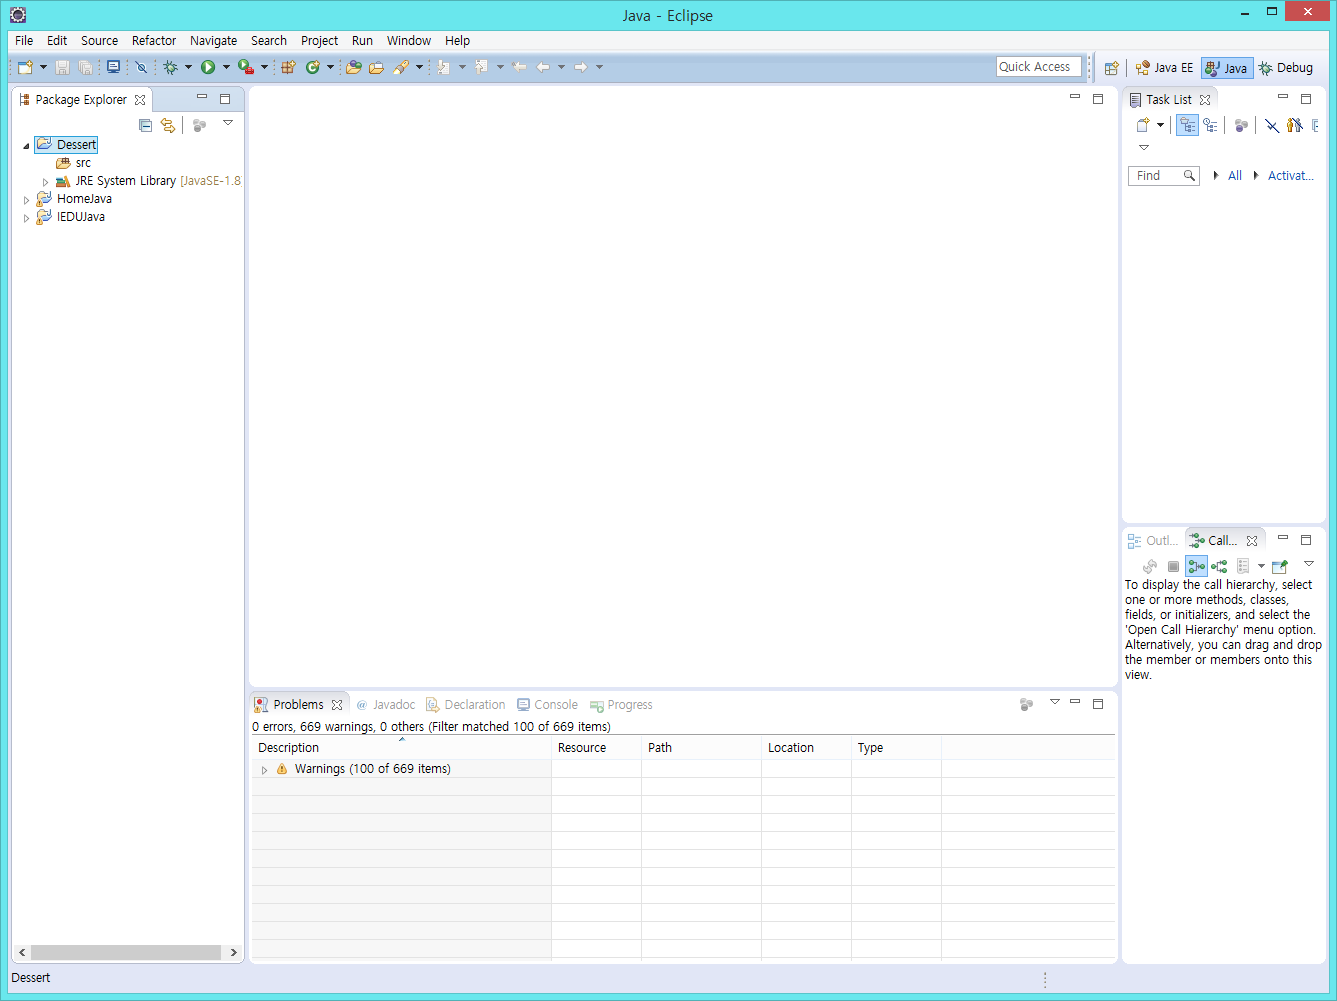 Java - Eclipse
File Edit Source Refactor Navigate Search Project Run Window Help
Quick Access
Java EE
Java
Debug
Package Explorer
Dessert
src
JRE System Library [JavaSE-1.8
HomeJava
IEDUJava
Task List
Find
All
Activat...
Outl...
Call...
To display the call hierarchy, select
one or more methods, classes,
fields, or initializers, and select the
'Open Call Hierarchy' menu option.
Alternatively, you can drag and drop
the member or members onto this
view.
Problems
@ Javadoc
Declaration
Console
Progress
0 errors, 669 warnings, 0 others (Filter matched 100 of 669 items)
Description Resource Path Location Type
Warnings (100 of 669 items)
Dessert